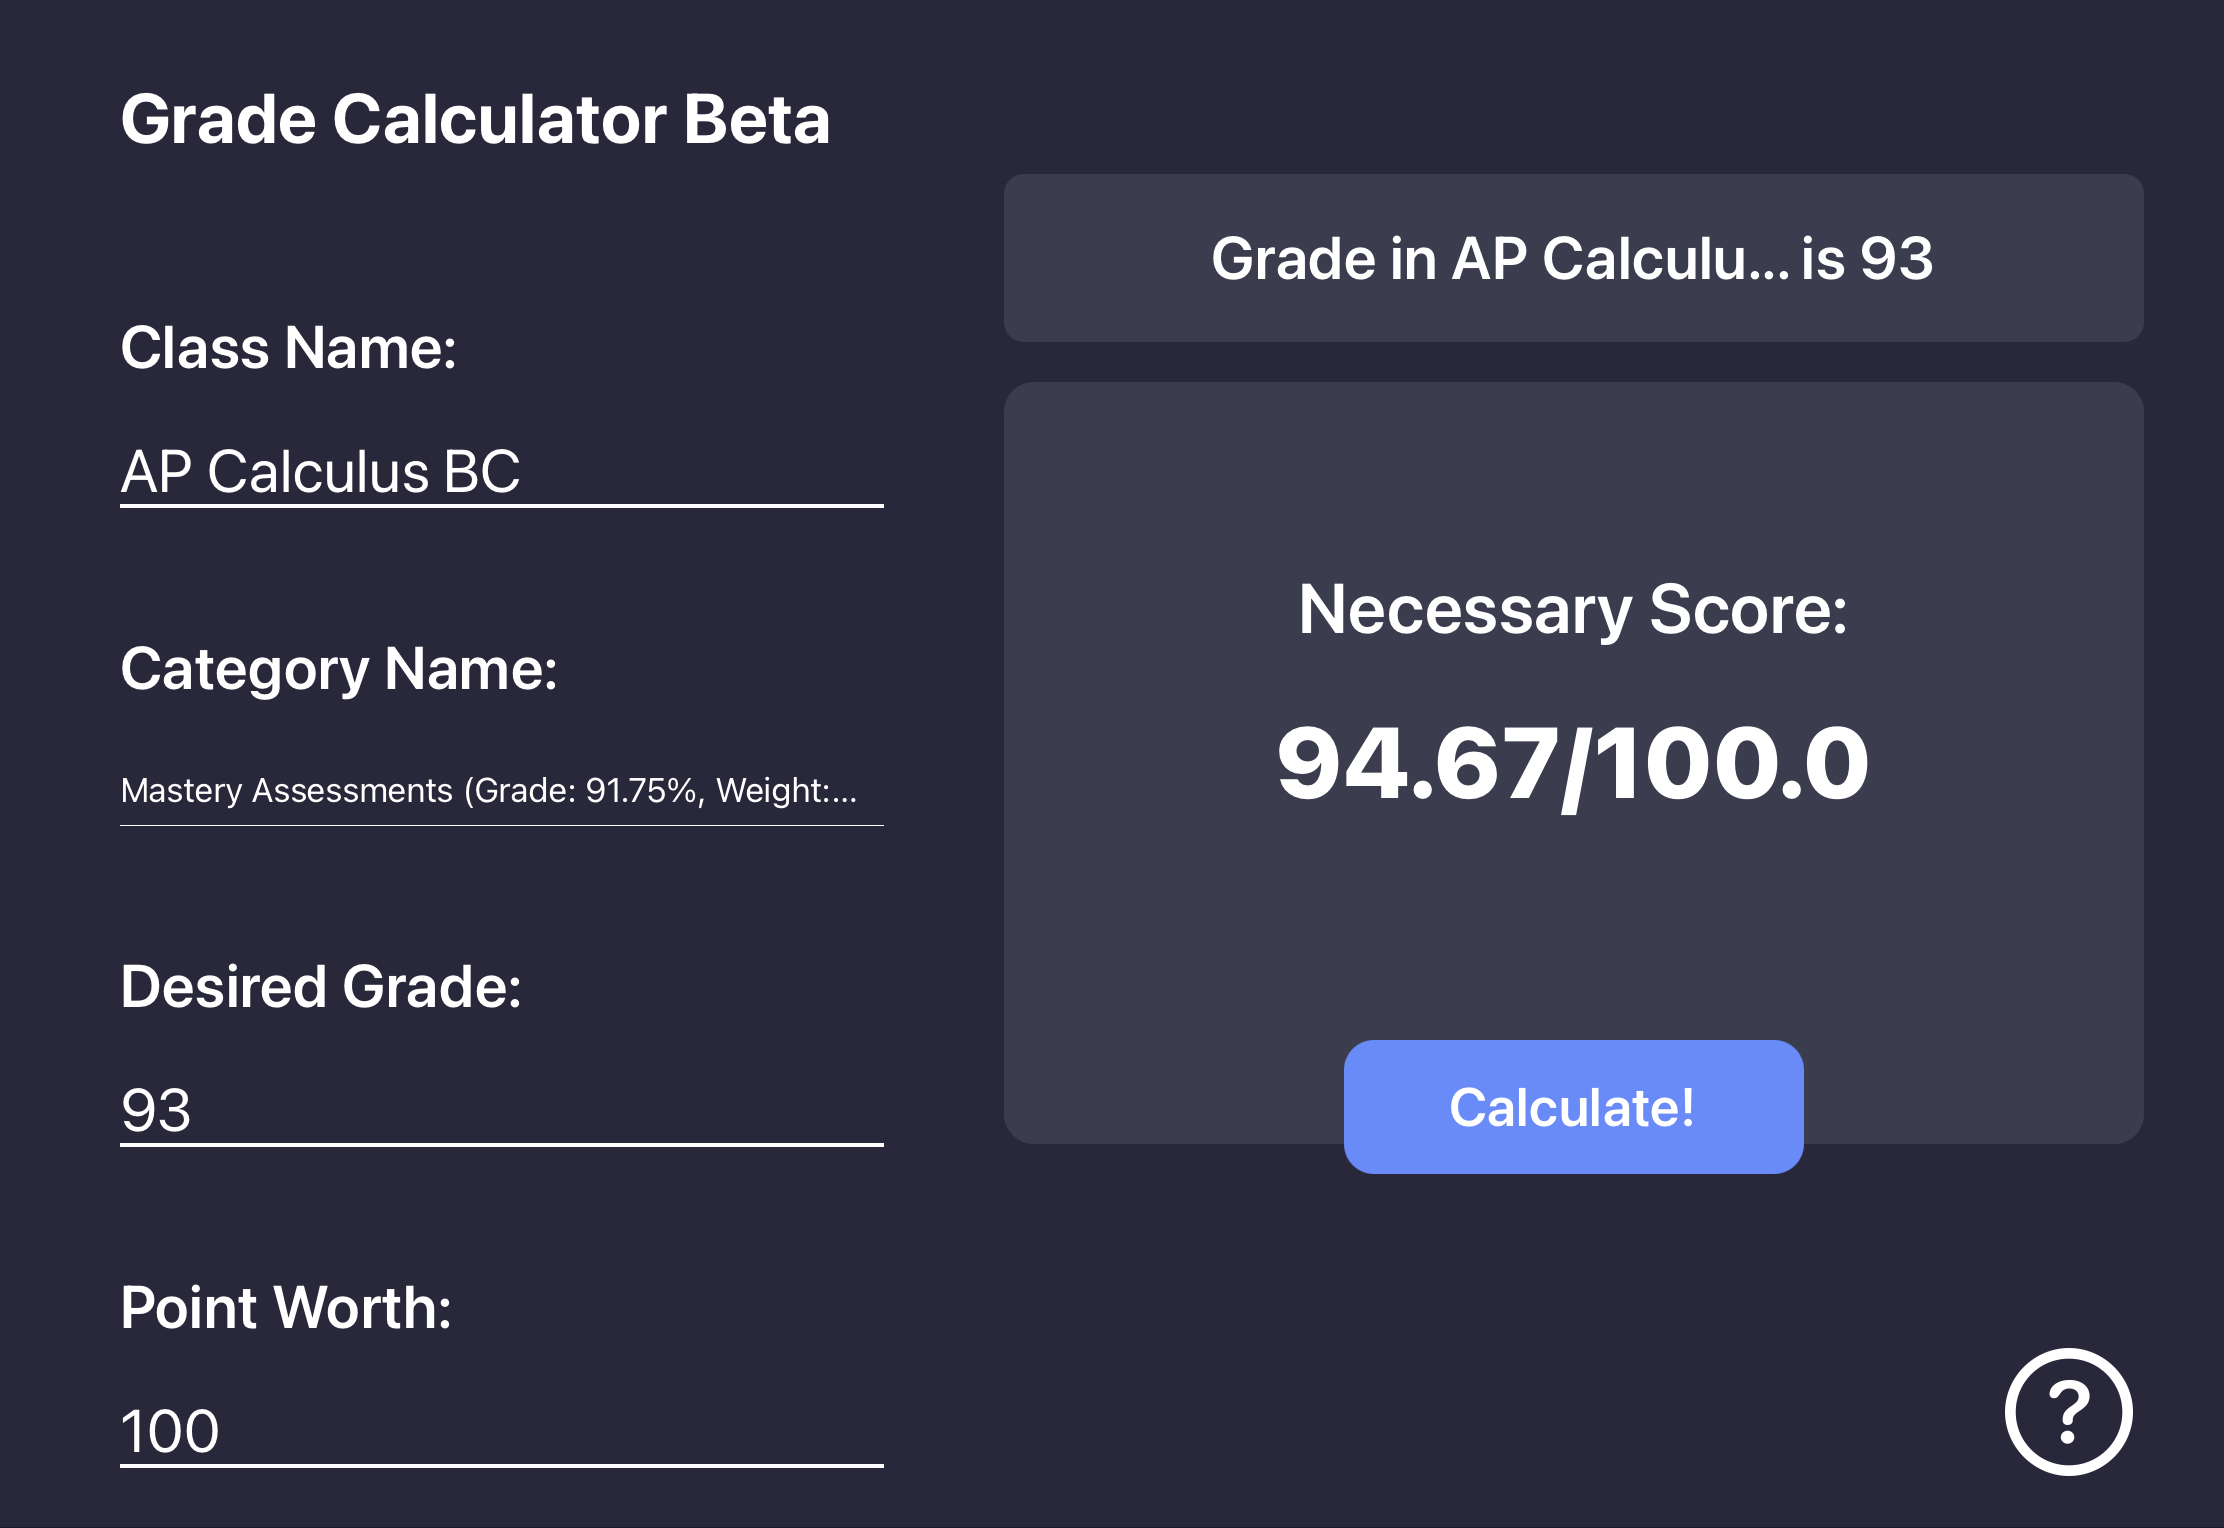 Grade Calculator Beta
Class Name:
AP Calculus BC
Category Name:
Mastery Assessments (Grade: 91.75%, Weight:...
Desired Grade:
93
Point Worth:
100
Grade in AP Calculu... is 93
Necessary Score:
94.67/100.0
Calculate!
?